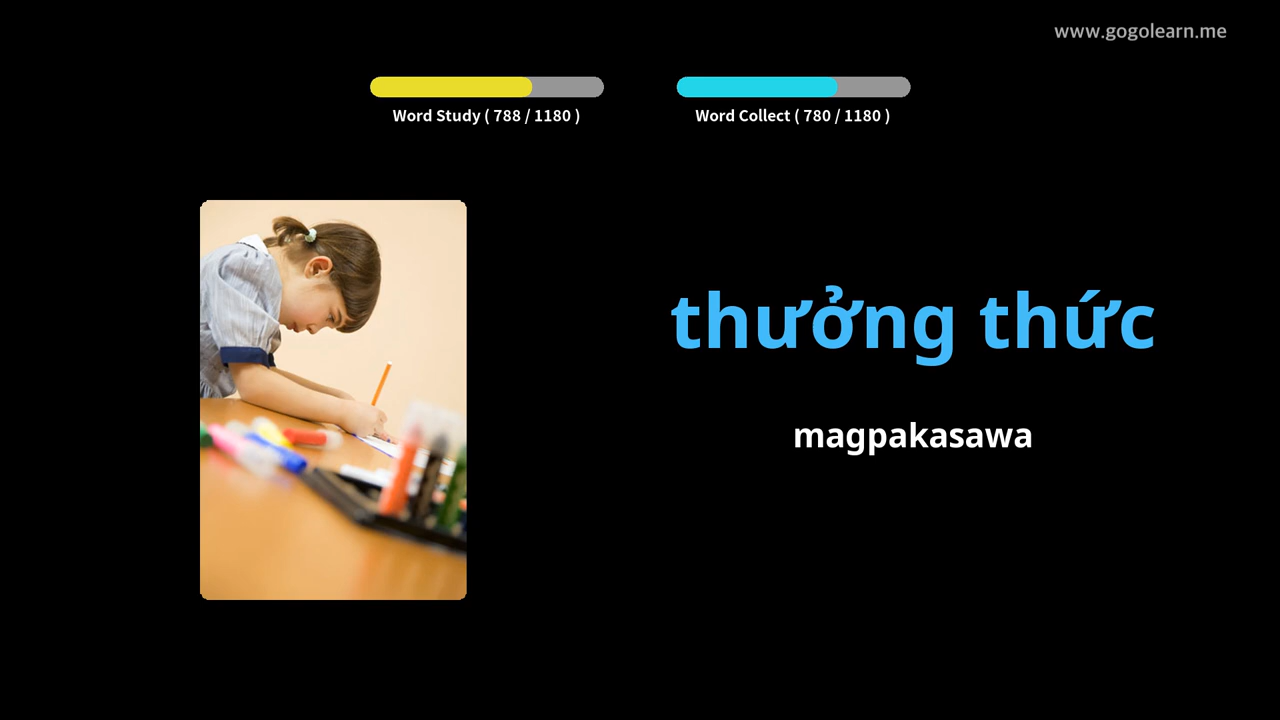 www.gogolearn.me
Word Study ( 788 / 1180 )
Word Collect ( 780 / 1180 )
thưởng thức
magpakasawa